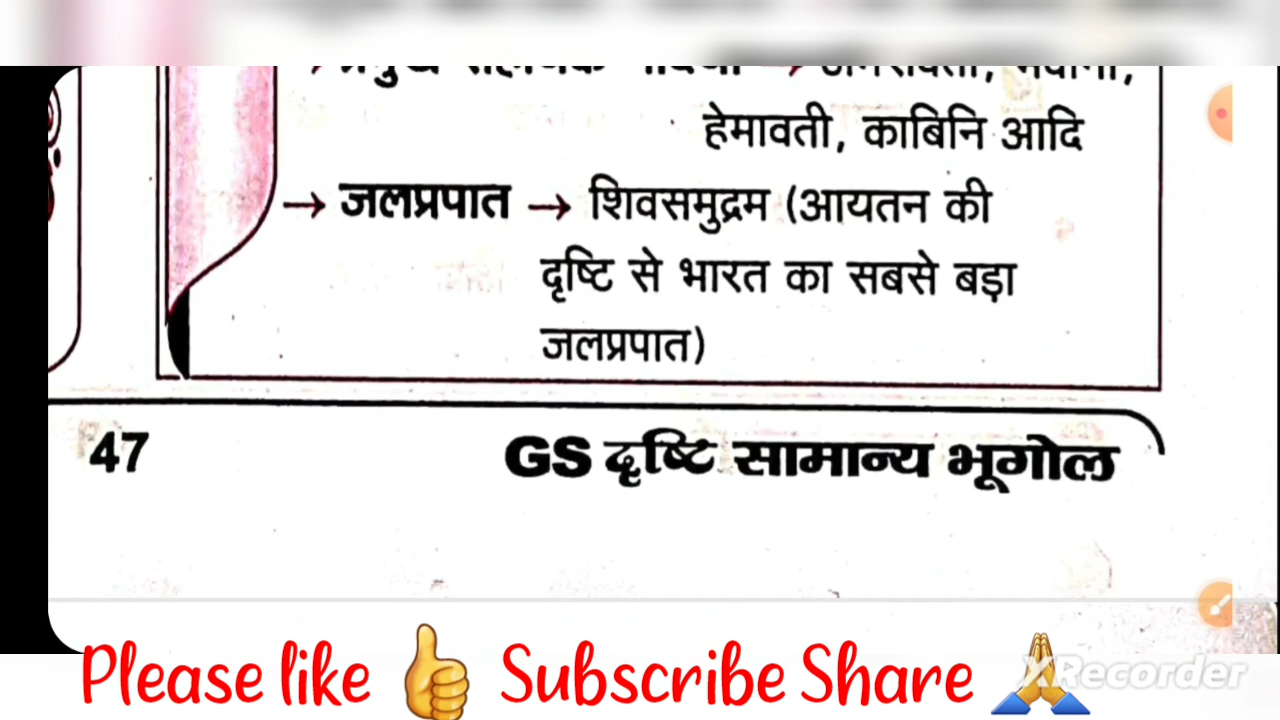 हेमावती, काबिनि आदि
→ जलप्रपात → शिवसमुद्रम (आयतन की
दृष्टि से भारत का सबसे बड़ा
जलप्रपात)
47 GS दृष्टि सामान्य भूगोल
Please like 👍 Subscribe Share 🙏
XRecorder